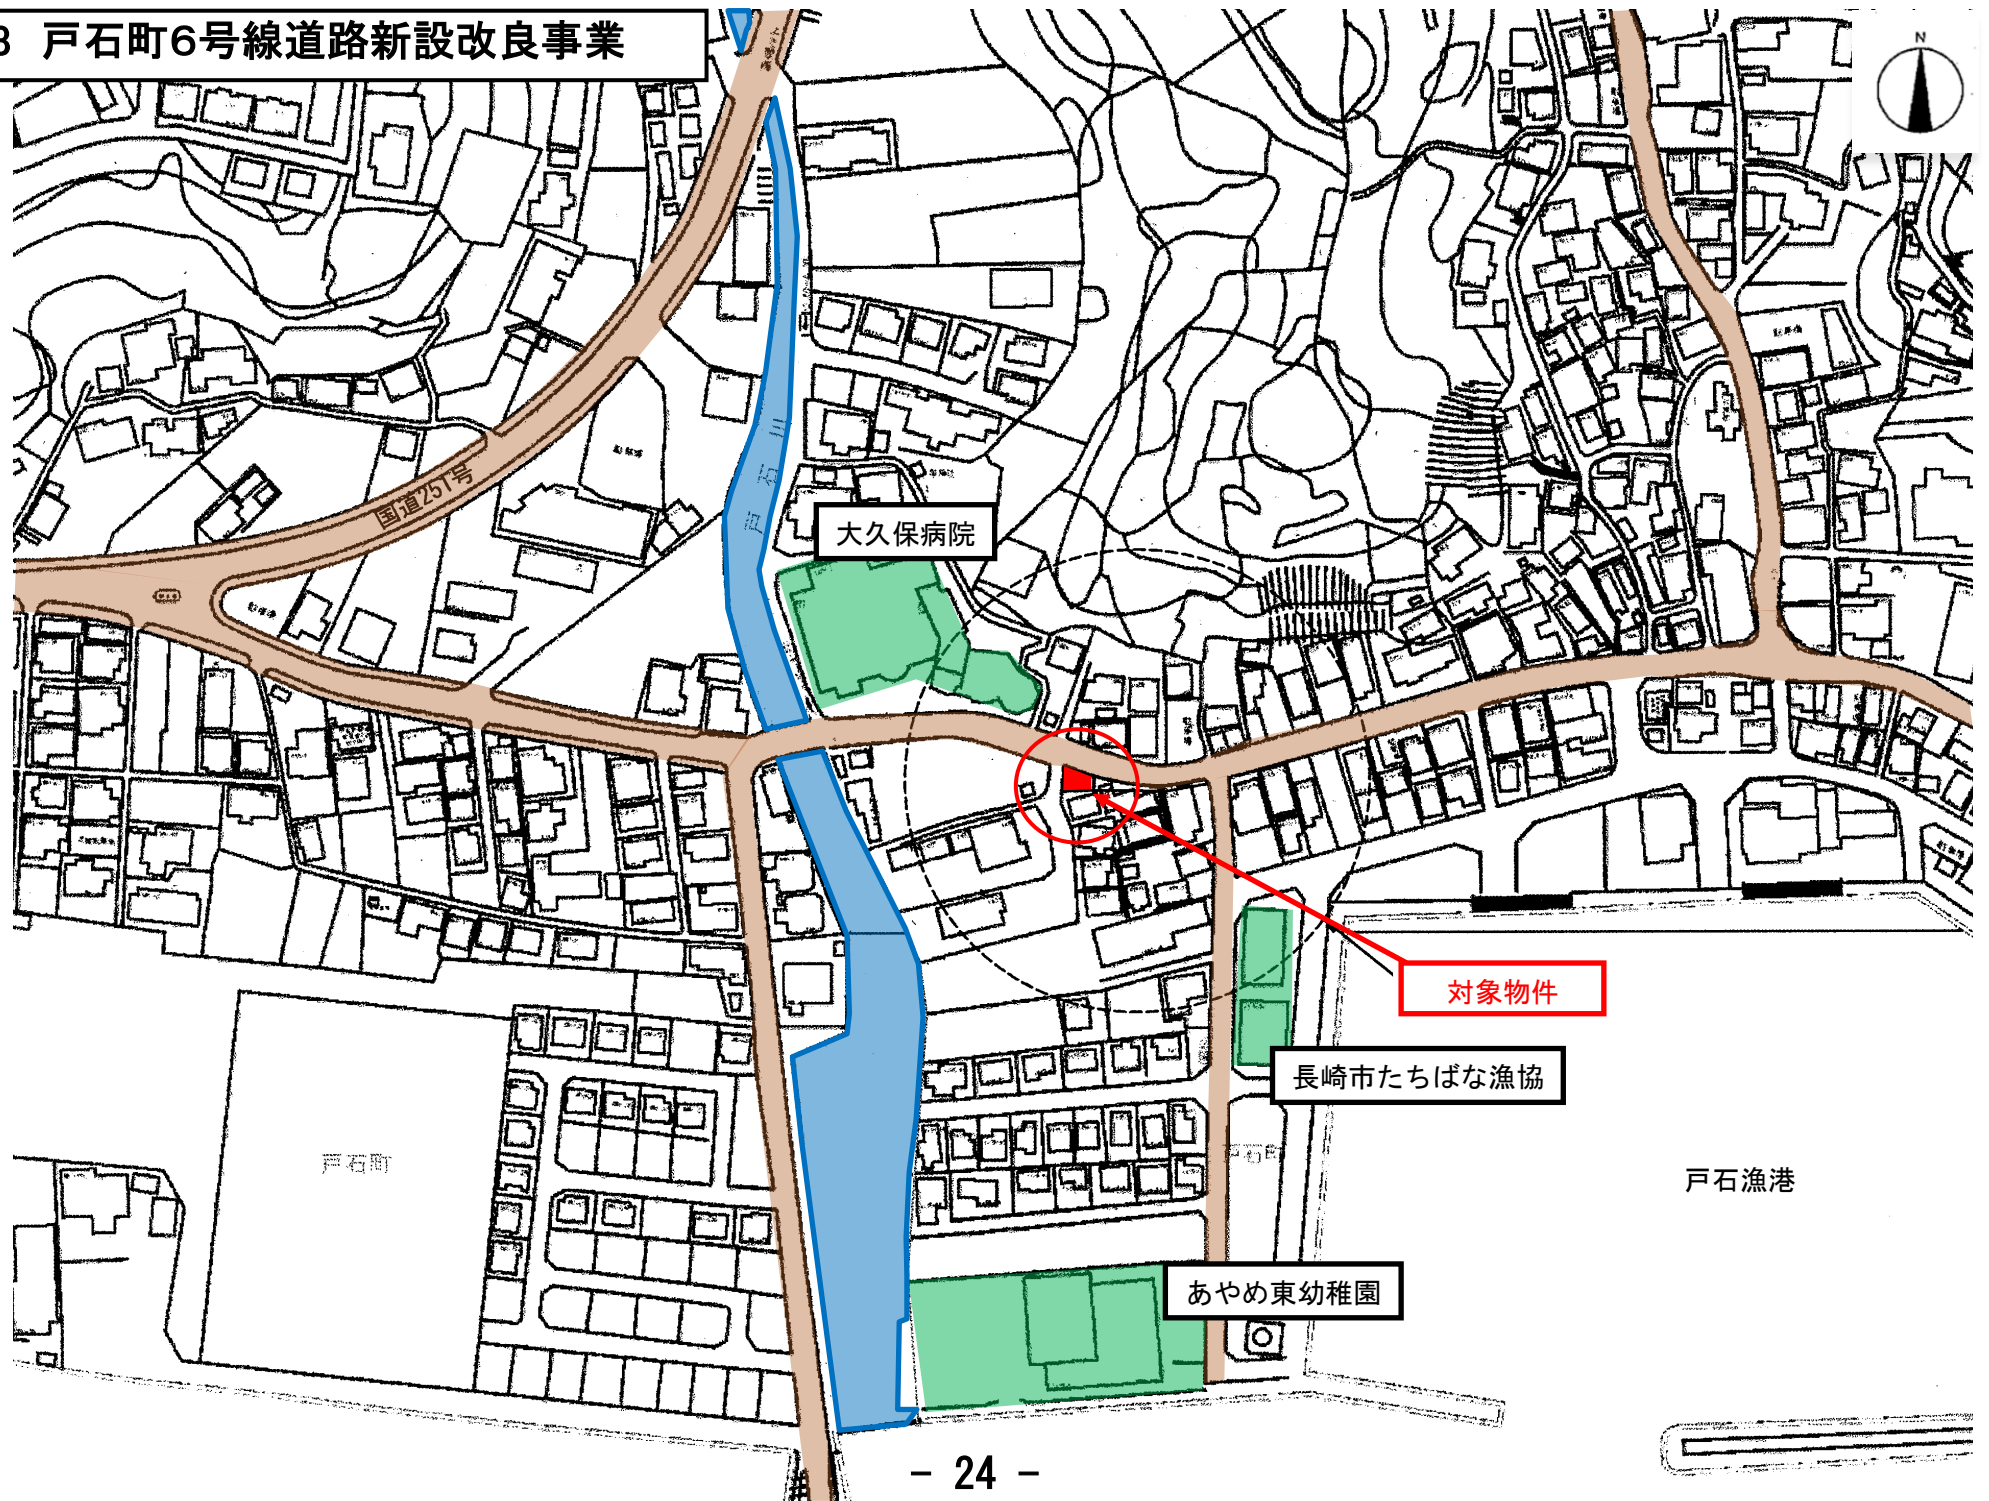 3 戸石町6号線道路新設改良事業
N
国道251号
戸石川
大久保病院
対象物件
長崎市たちばな漁協
戸石町
戸石町
戸石漁港
あやめ東幼稚園
- 24 -